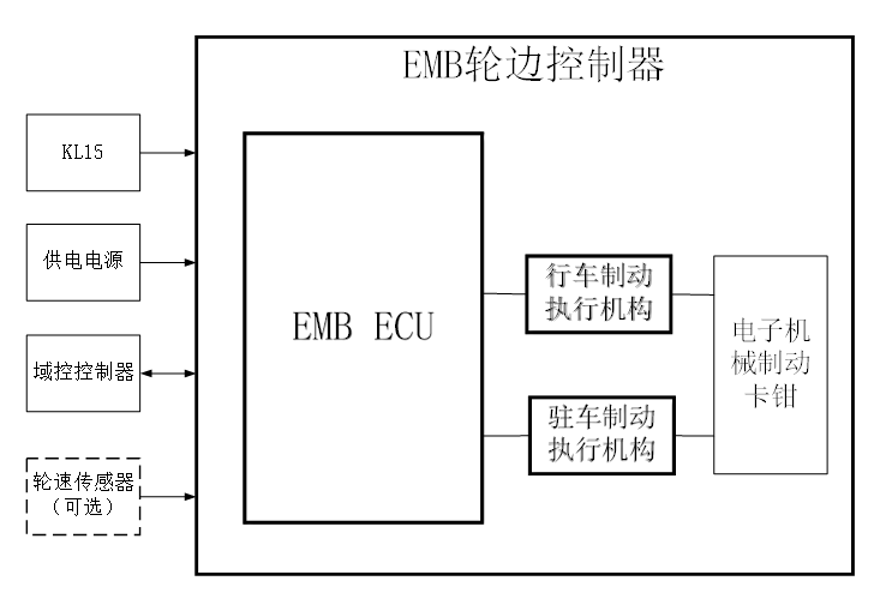 EMB轮边控制器
KL15
供电电源
域控控制器
轮速传感器
（可选）
EMB ECU
行车制动
执行机构
驻车制动
执行机构
电子机
械制动
卡钳